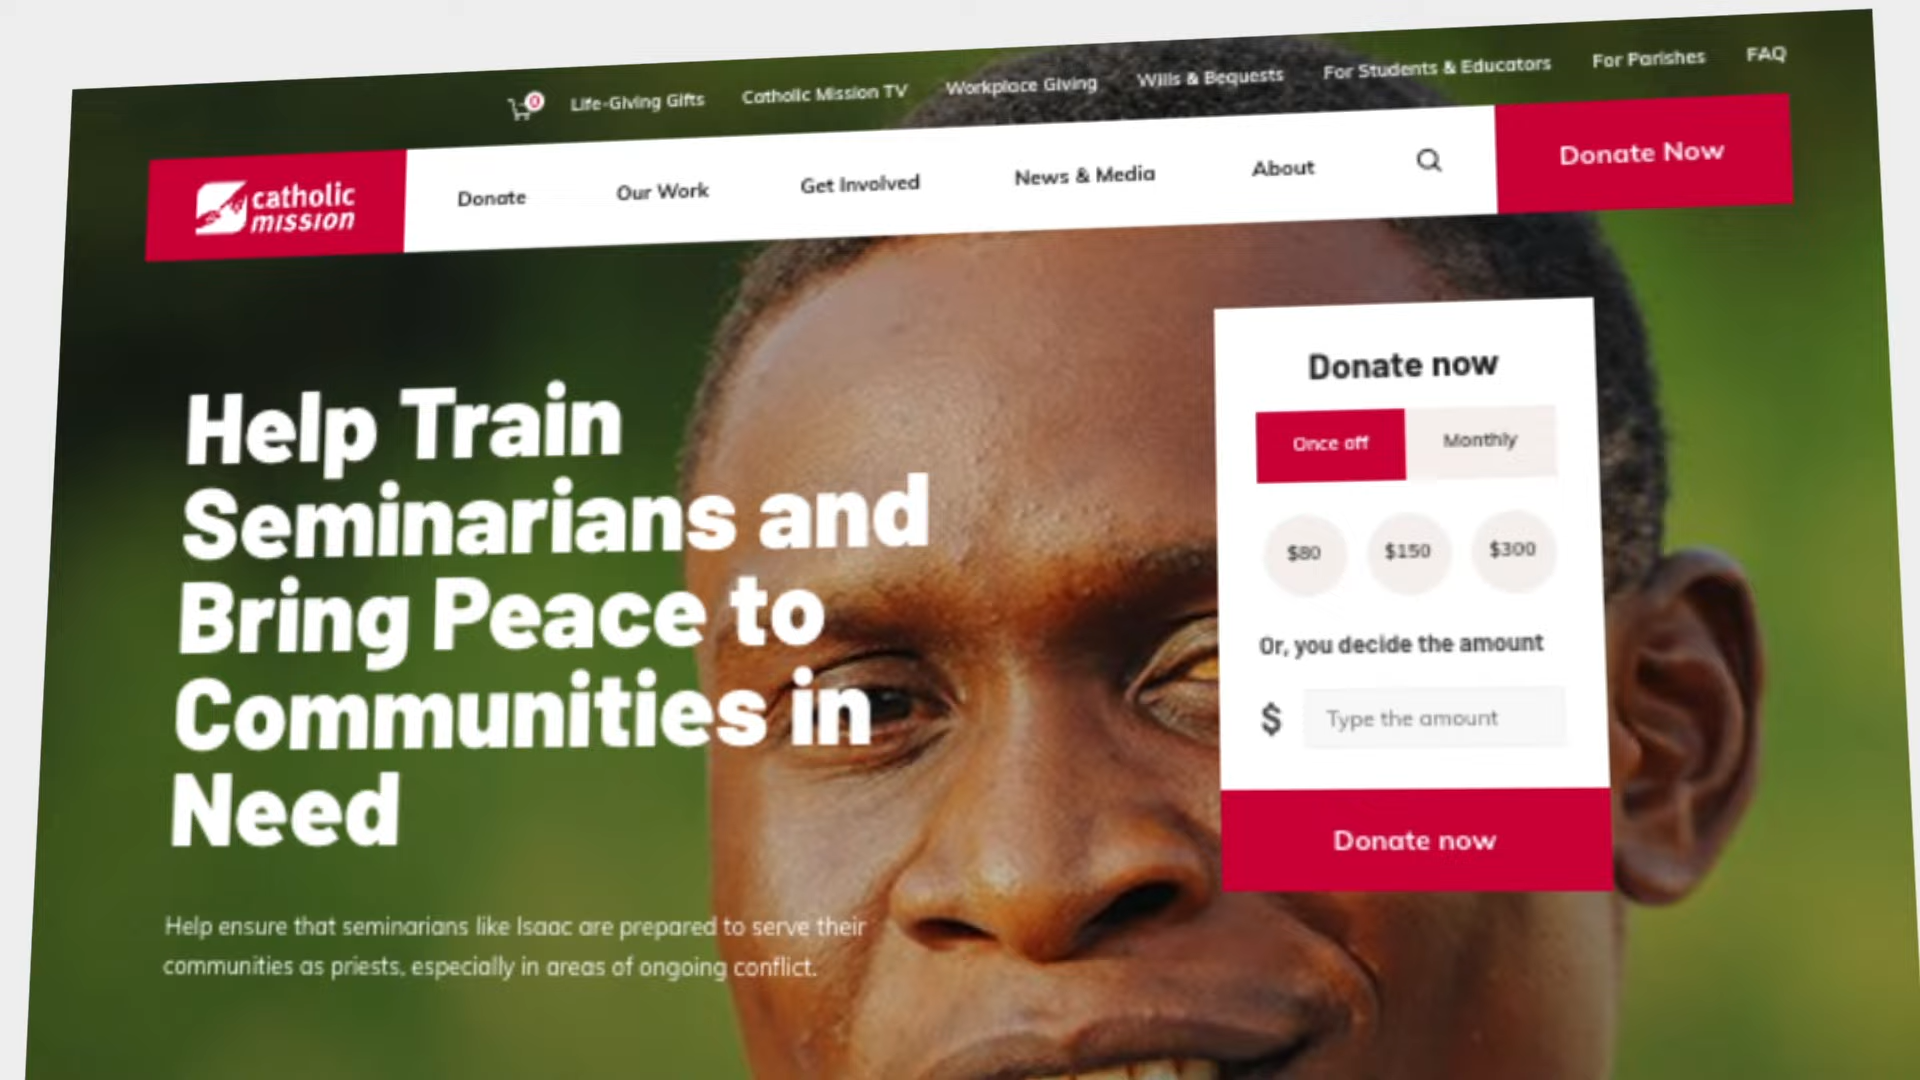 0
Life-Giving Gifts
Catholic Mission TV
Workplace Giving
Wills & Bequests
For Students & Educators
For Parishes
FAQ
catholic
mission
Donate
Our Work
Get Involved
News & Media
About
Donate Now
Help Train
Seminarians and
Bring Peace to
Communities in
Need
Help ensure that seminarians like Isaac are prepared to serve their
communities as priests, especially in areas of ongoing conflict.
Donate now
Once off
Monthly
$80
$150
$300
Or, you decide the amount
$
Type the amount
Donate now